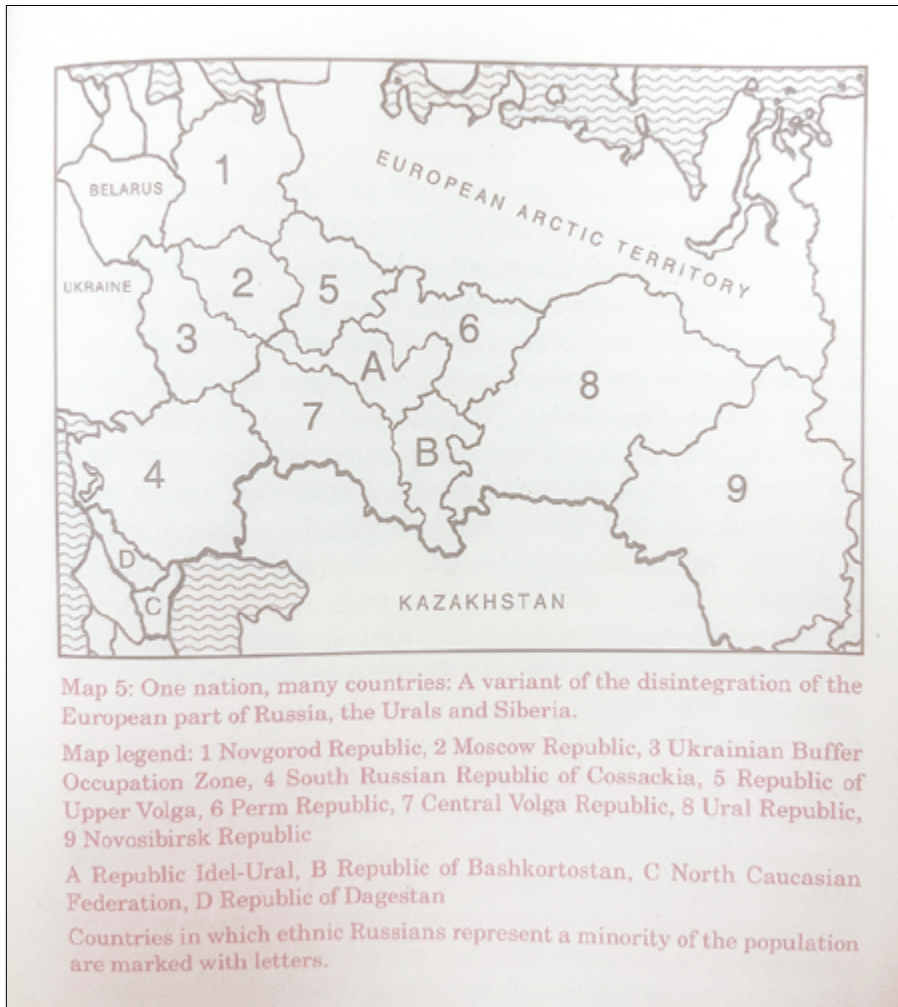 1
BELARUS
EUROPEAN ARCTIC TERRITORY
2
5
UKRAINE
6
3
A
8
7
B
4
9
D
C
KAZAKHSTAN
Map 5: One nation, many countries: A variant of the disintegration of the
European part of Russia, the Urals and Siberia.
Map legend: 1 Novgorod Republic, 2 Moscow Republic, 3 Ukrainian Buffer
Occupation Zone, 4 South Russian Republic of Cossackia, 5 Republic of
Upper Volga, 6 Perm Republic, 7 Central Volga Republic, 8 Ural Republic,
9 Novosibirsk Republic
A Republic Idel-Ural, B Republic of Bashkortostan, C North Caucasian
Federation, D Republic of Dagestan
Countries in which ethnic Russians represent a minority of the population
are marked with letters.